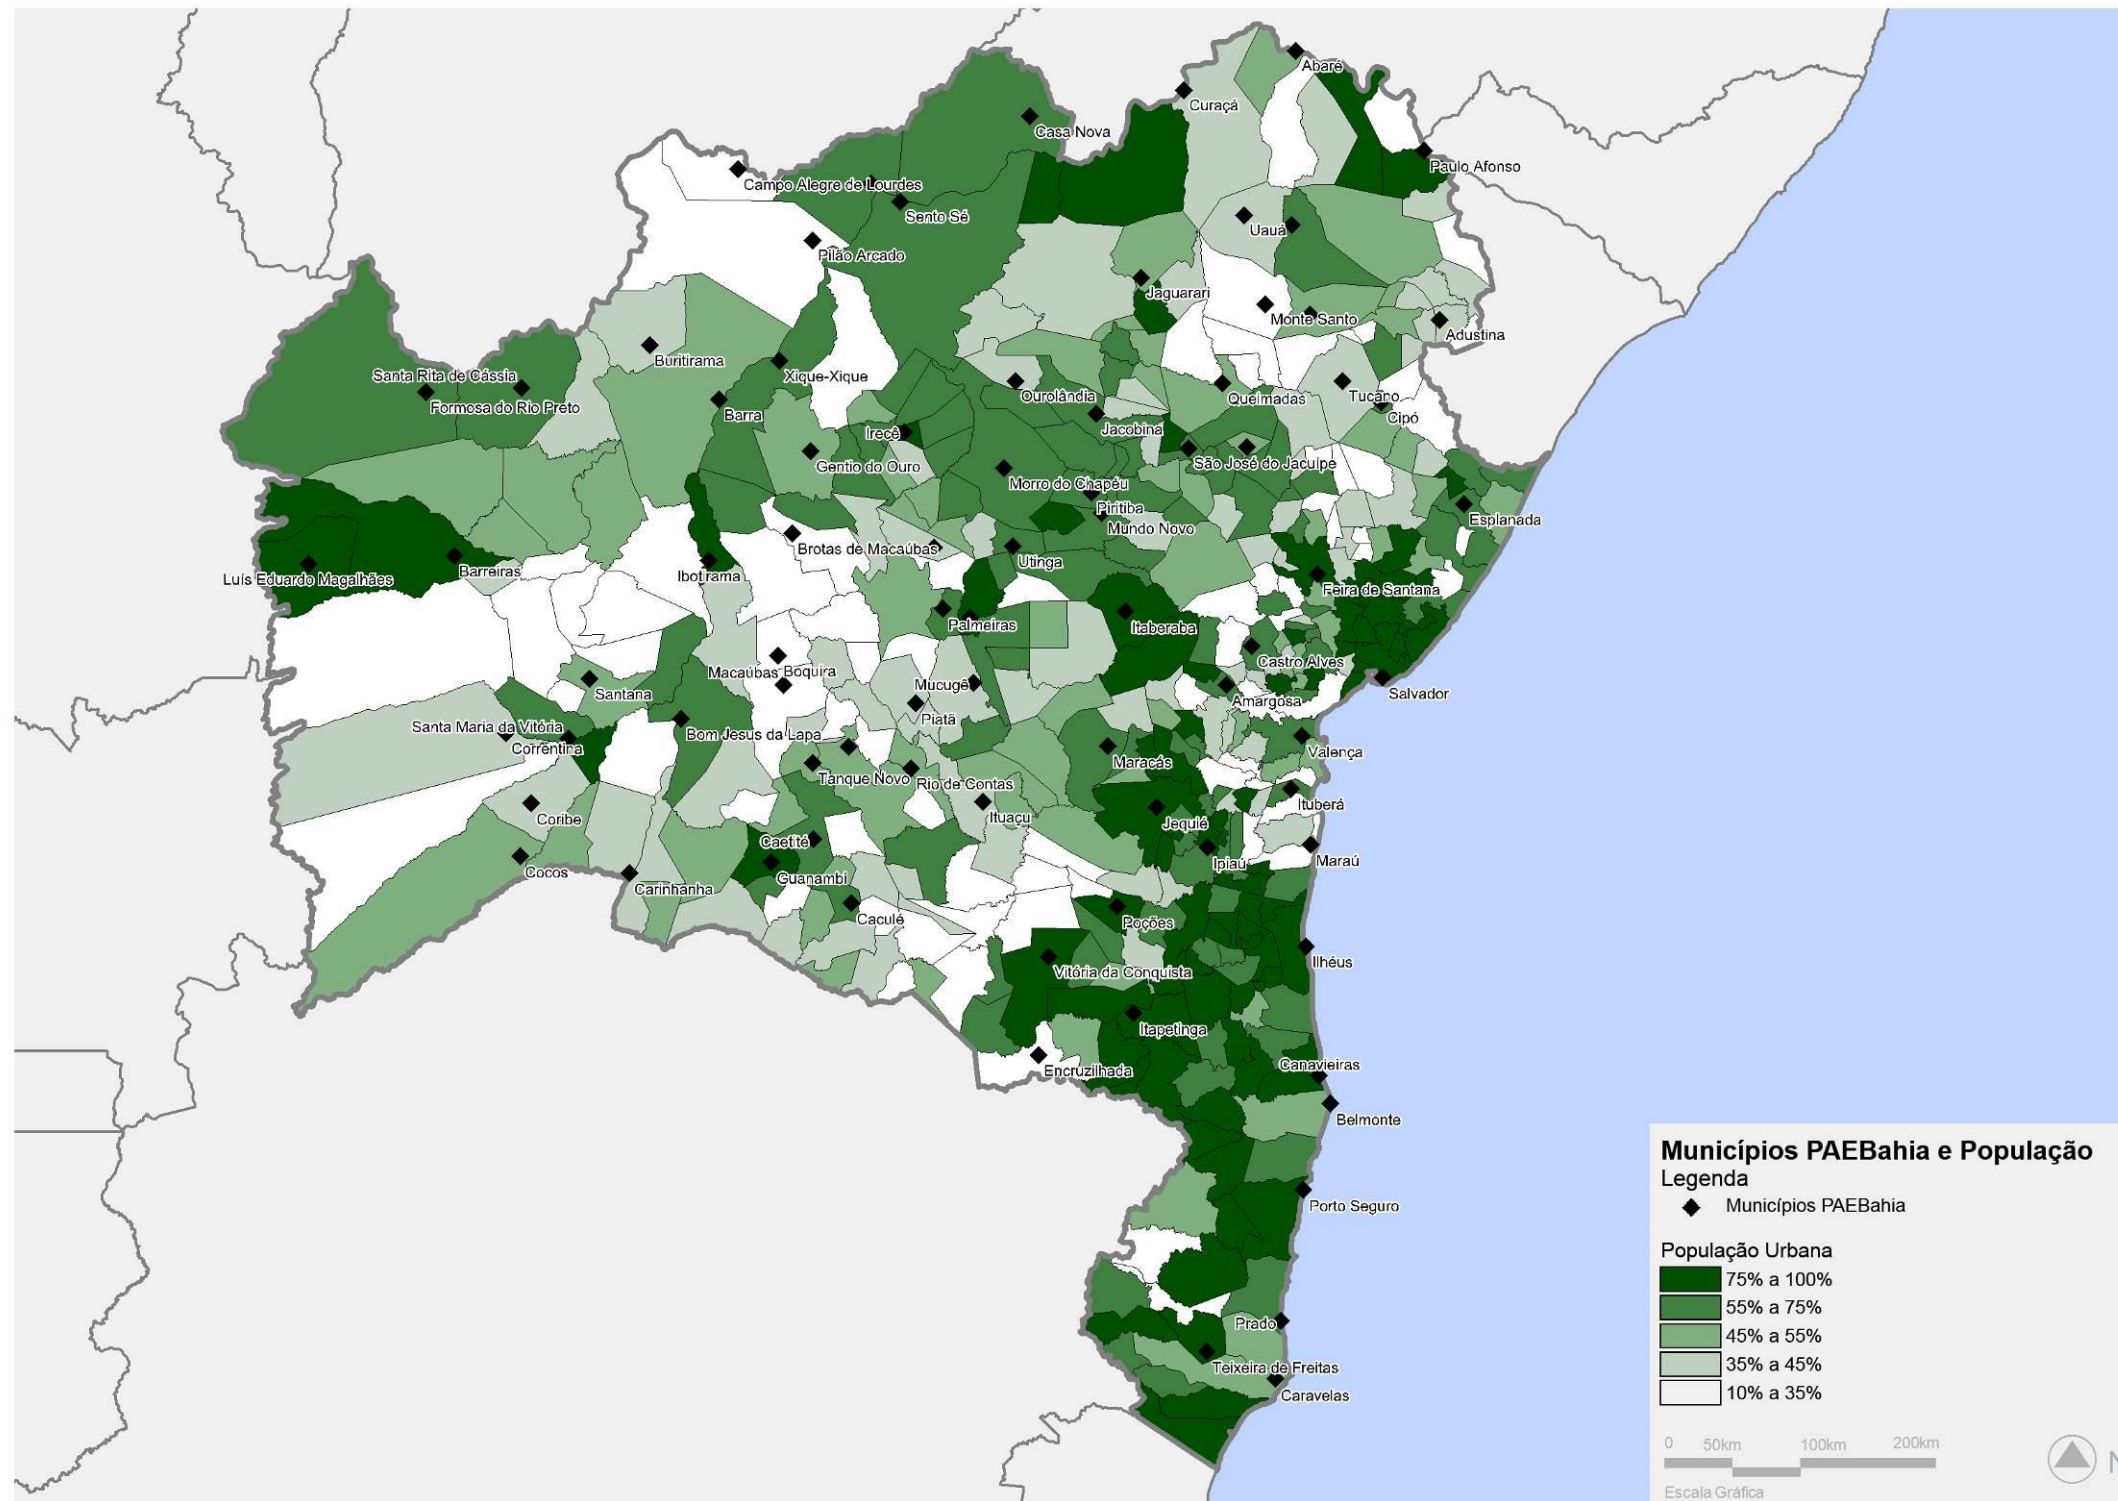 Abaré
Curaçá
Casa Nova
Paulo Afonso
Campo Alegre de Lourdes
Sento Sé
Uauá
Pilão Arcado
Jaguarari
Monte Santo
Adustina
Buritirama
Santa Rita de Cássia
Xique-Xique
Formosa do Rio Preto
Ourolândia
Queimadas
Tucano
Barra
Cipó
Jacobina
Irecê
Gentio do Ouro
São José do Jacuípe
Morro do Chapéu
Piritiba
Esplanada
Mundo Novo
Brotas de Macaúbas
Utinga
Luís Eduardo Magalhães
Barreiras
Ibotirama
Feira de Santana
Palmeiras
Itaberaba
Castro Alves
Macaúbas
Boquira
Mucugê
Santana
Salvador
Amargosa
Piatã
Santa Maria da Vitória
Correntina
Bom Jesus da Lapa
Valença
Maracás
Tanque Novo
Rio de Contas
Ituberá
Coribe
Ituaçu
Jequié
Caetité
Ipiaú
Maraú
Cocos
Carinhanha
Guanambi
Caculé
Poções
Ilhéus
Vitória da Conquista
Itapetinga
Canavieiras
Encruzilhada
Belmonte
Porto Seguro
Prado
Teixeira de Freitas
Caravelas
Municípios PAEBahia e População
Legenda
Municípios PAEBahia
População Urbana
75% a 100%
55% a 75%
45% a 55%
35% a 45%
10% a 35%
0 50km 100km 200km
Escala Gráfica
N